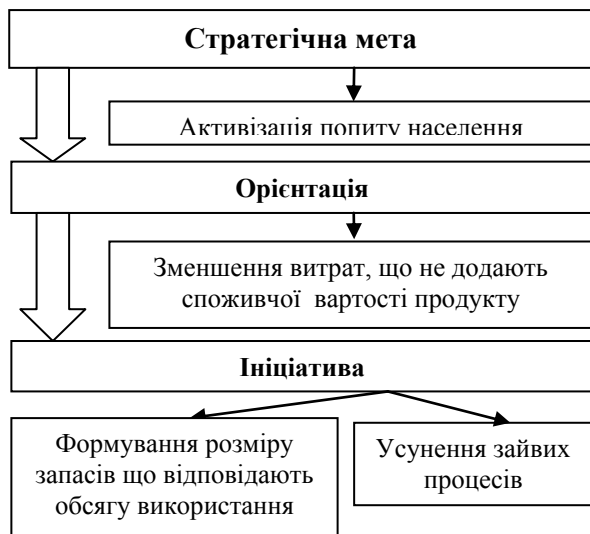 Стратегічна мета
Активізація попиту населення
Орієнтація
Зменшення витрат, що не додають
споживчої вартості продукту
Ініціатива
Формування розміру
запасів що відповідають
обсягу використання
Усунення зайвих
процесів